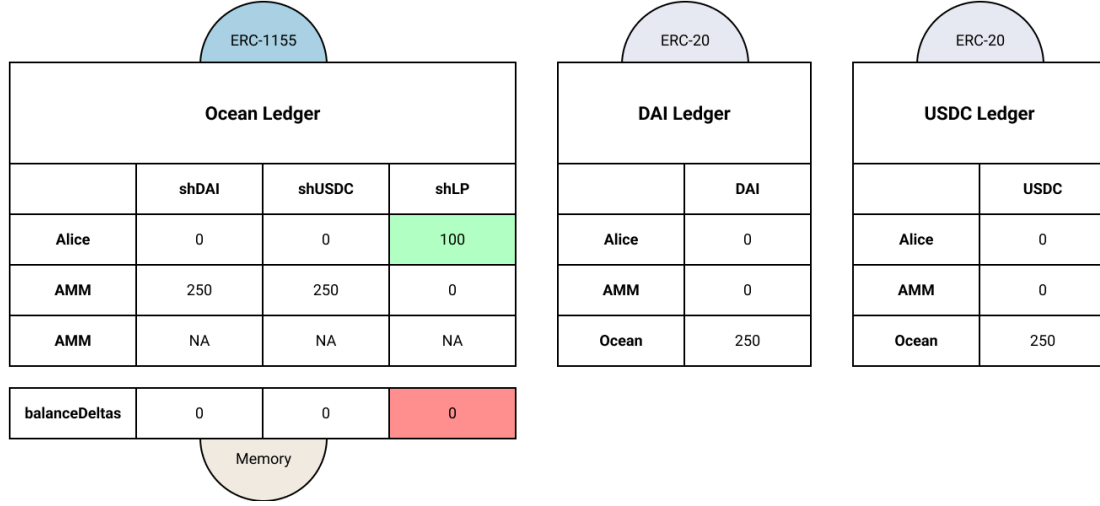 ERC-1155 ERC-20 ERC-20
Ocean Ledger DAI Ledger USDC Ledger
shDAI shUSDC shLP DAI USDC
Alice 0 0 100 Alice 0 Alice 0
AMM 250 250 0 AMM 0 AMM 0
AMM NA NA NA Ocean 250 Ocean 250
balanceDeltas 0 0 0
Memory